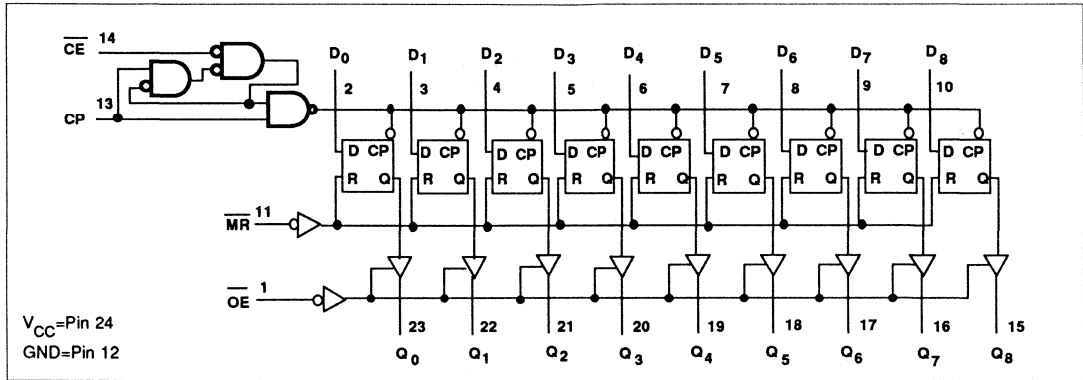 CE 14
D0 D1 D2 D3 D4 D5 D6 D7 D8
2 3 4 5 6 7 8 9 10
13
CP
D CP D CP D CP D CP D CP D CP D CP D CP D CP
R Q R Q R Q R Q R Q R Q R Q R Q R Q
MR 11
OE 1
23 22 21 20 19 18 17 16 15
Q0 Q1 Q2 Q3 Q4 Q5 Q6 Q7 Q8
VCC=Pin 24
GND=Pin 12